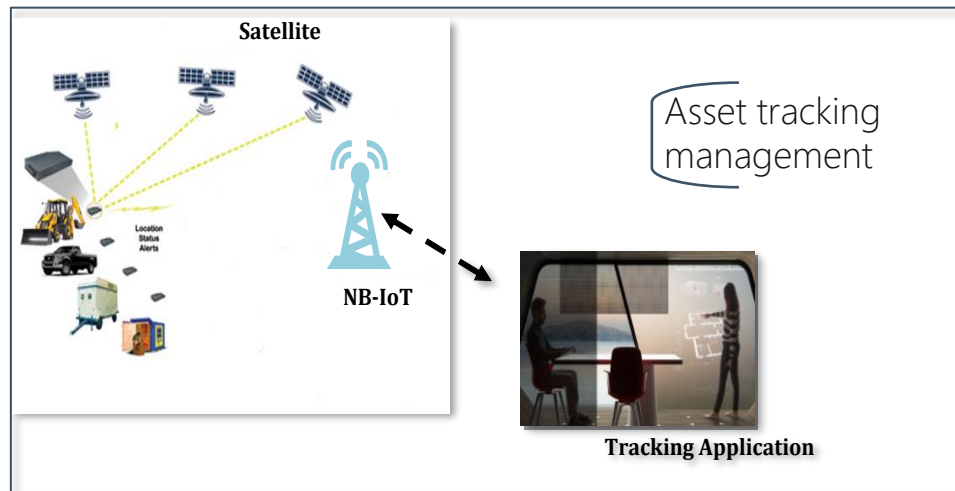 Satellite
Asset tracking
management
Location
Status
Alerts
NB-IoT
Tracking Application